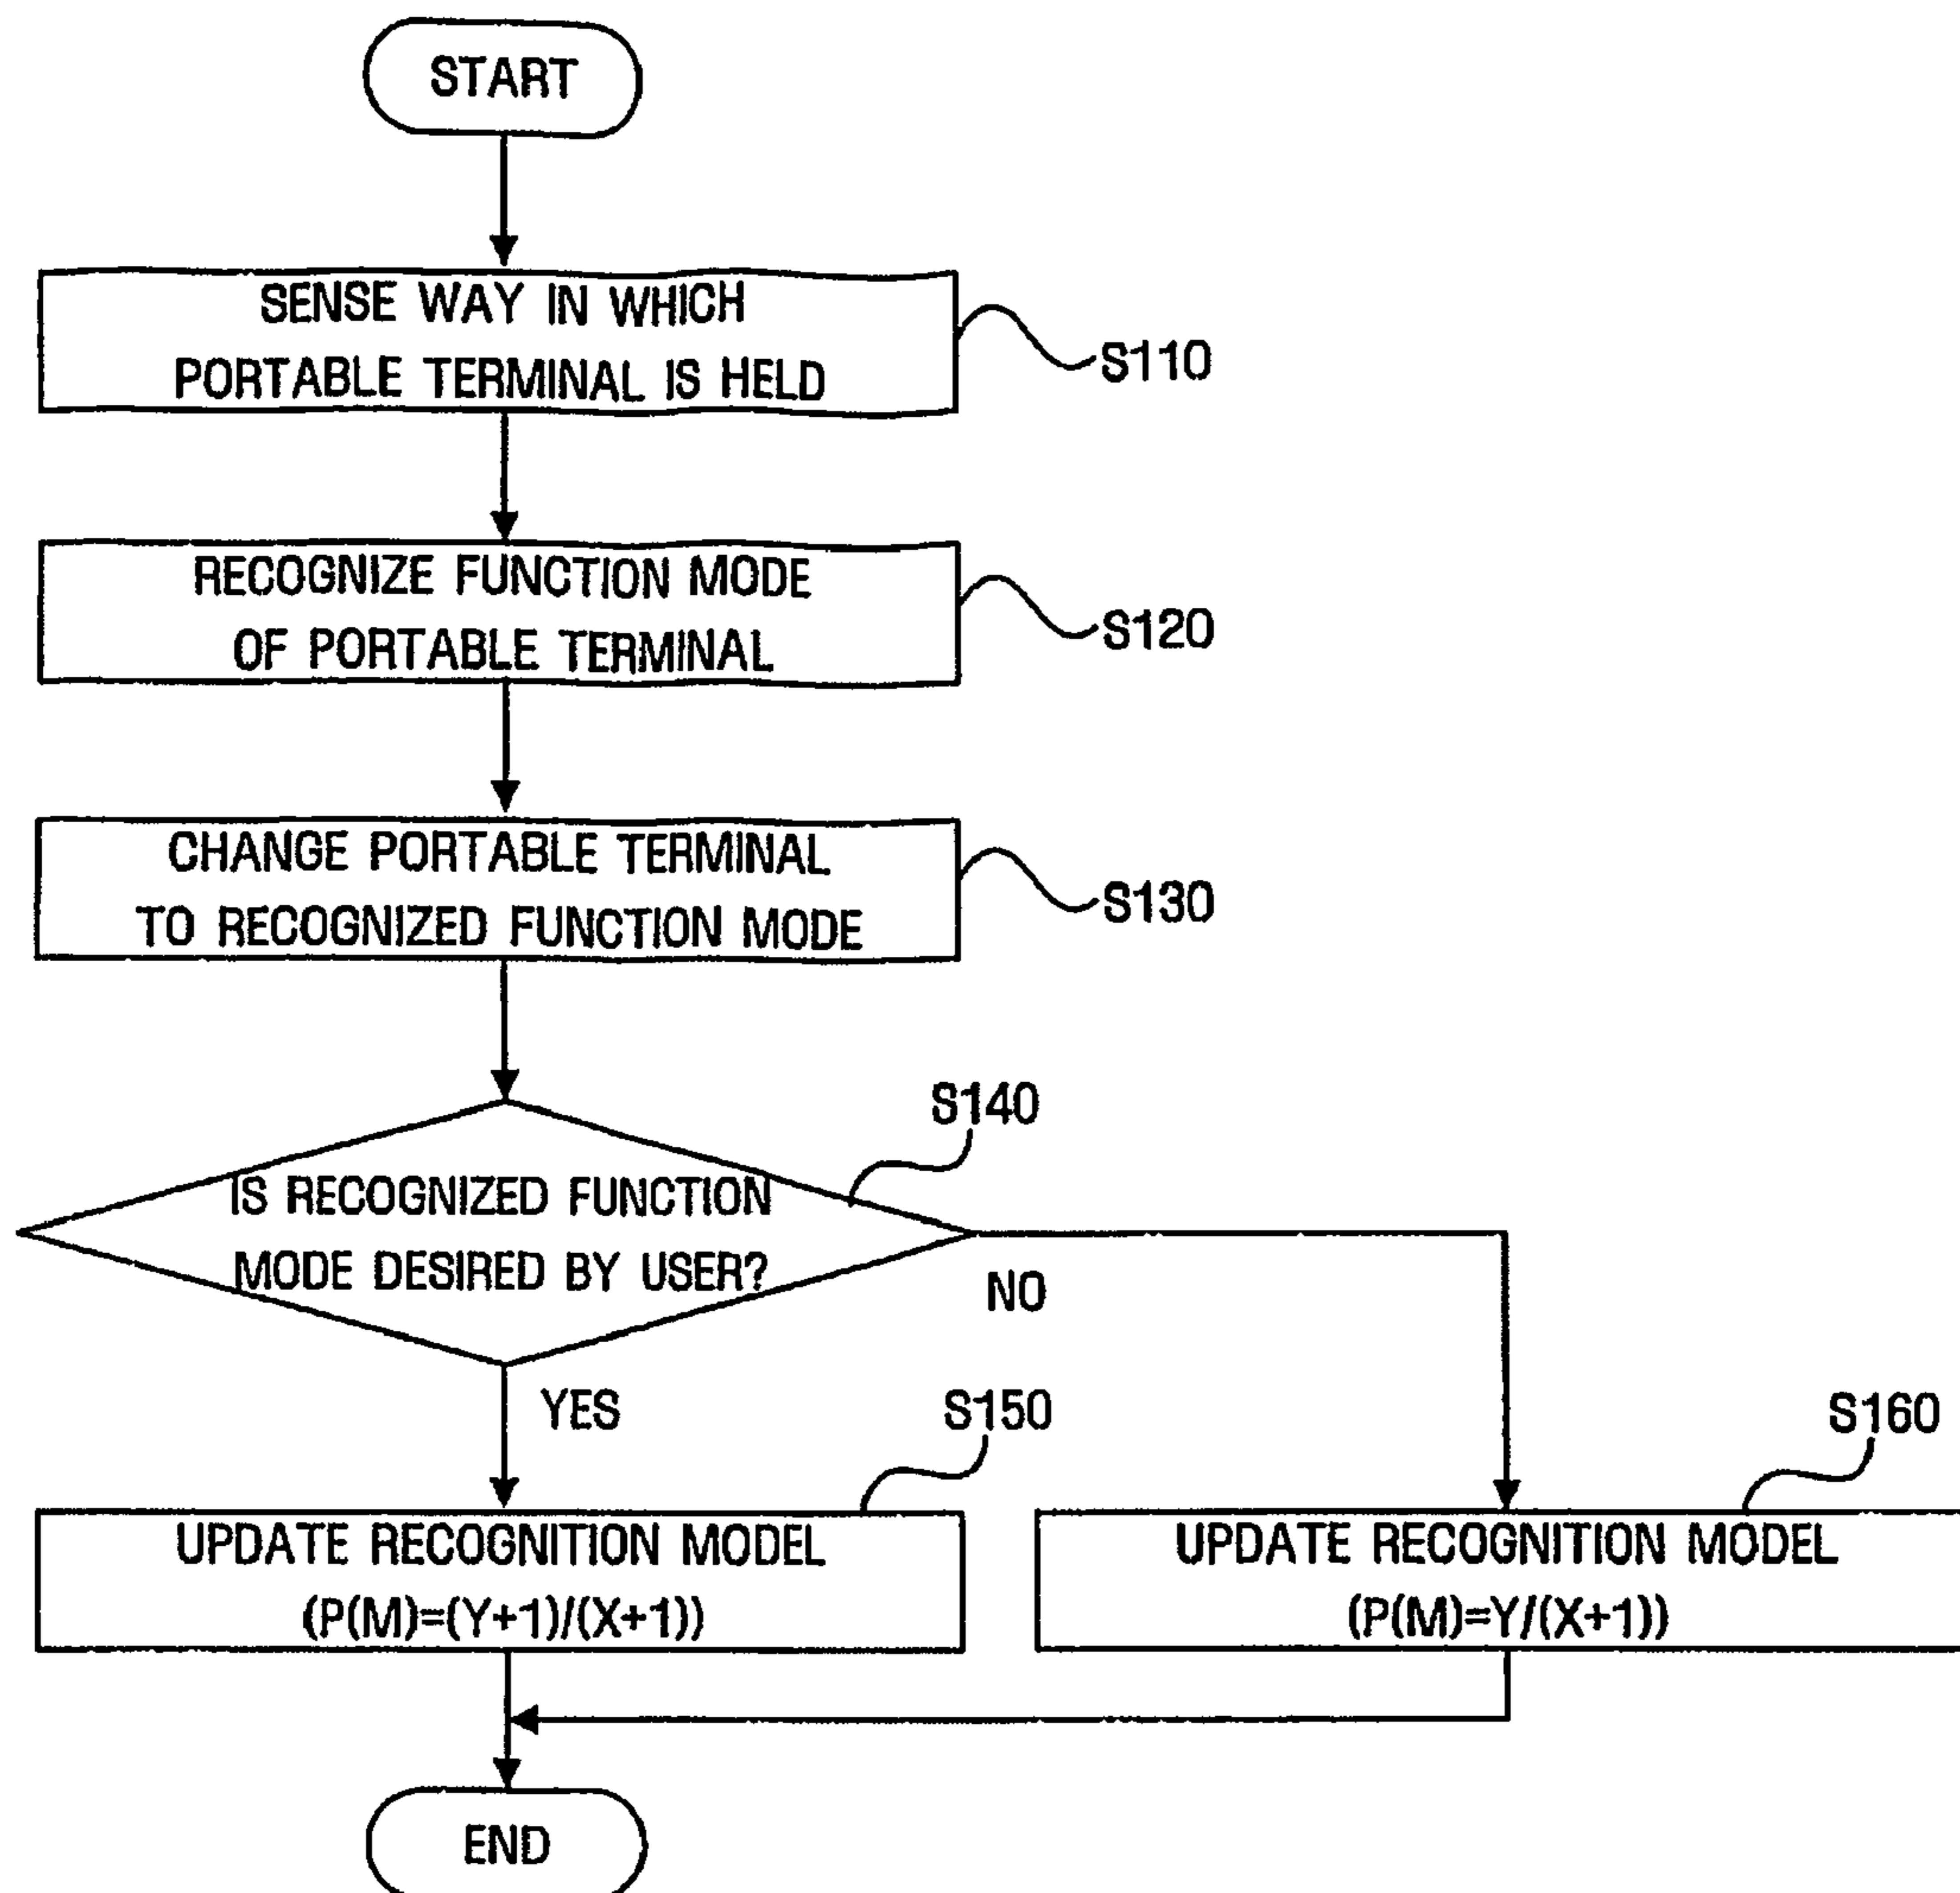 START
SENSE WAY IN WHICH
PORTABLE TERMINAL IS HELD
S110
RECOGNIZE FUNCTION MODE
OF PORTABLE TERMINAL
S120
CHANGE PORTABLE TERMINAL
TO RECOGNIZED FUNCTION MODE
S130
S140
IS RECOGNIZED FUNCTION
MODE DESIRED BY USER?
NO
YES
S150
S160
UPDATE RECOGNITION MODEL
(P(M)=(Y+1)/(X+1))
UPDATE RECOGNITION MODEL
(P(M)=Y/(X+1))
END